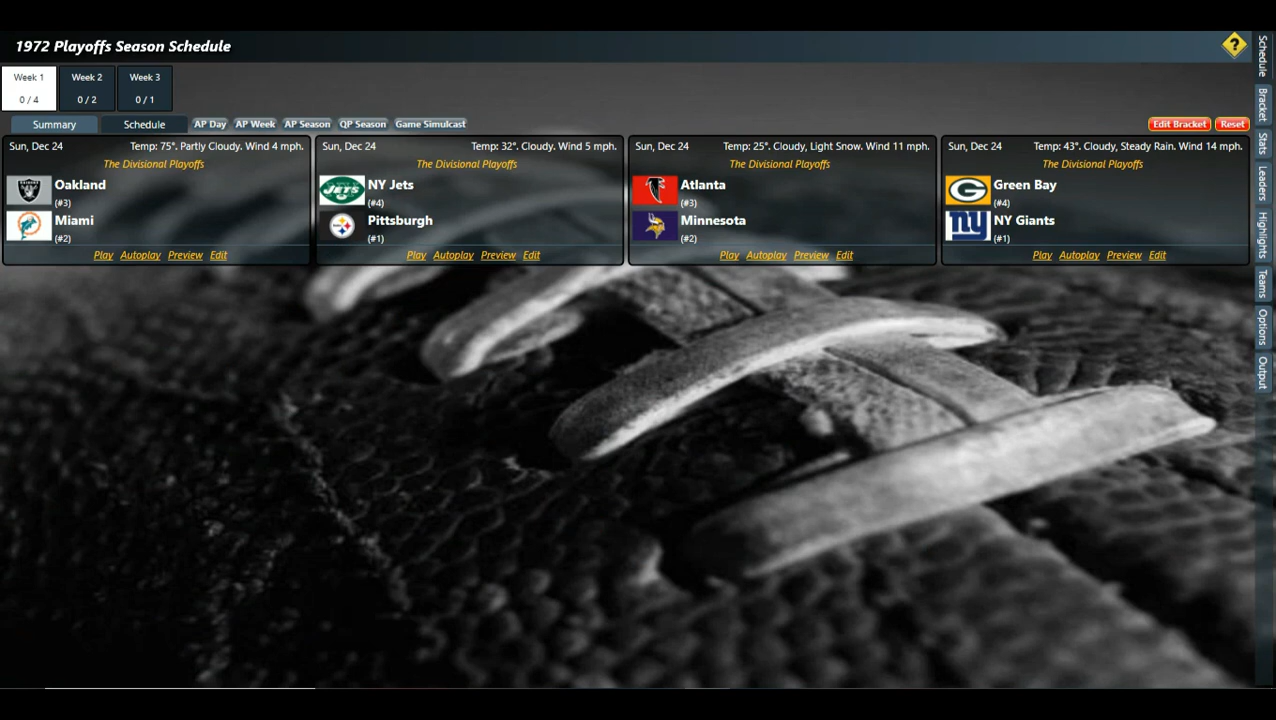 1972 Playoffs Season Schedule
?
Week 1
0 / 4
Week 2
0 / 2
Week 3
0 / 1
Summary
Schedule
AP Day
AP Week
AP Season
QP Season
Game Simulcast
Edit Bracket
Reset
Sun, Dec 24 Temp: 75°. Partly Cloudy. Wind 4 mph.
The Divisional Playoffs
Oakland
(#3)
Miami
(#2)
Play Autoplay Preview Edit
Sun, Dec 24 Temp: 32°. Cloudy. Wind 5 mph.
The Divisional Playoffs
JETS
NY Jets
(#4)
Pittsburgh
(#1)
Play Autoplay Preview Edit
Sun, Dec 24 Temp: 25°. Cloudy, Light Snow. Wind 11 mph.
The Divisional Playoffs
Atlanta
(#3)
Minnesota
(#2)
Play Autoplay Preview Edit
Sun, Dec 24 Temp: 43°. Cloudy, Steady Rain. Wind 14 mph.
The Divisional Playoffs
G
Green Bay
(#4)
ny
NY Giants
(#1)
Play Autoplay Preview Edit
Schedule
Bracket
Stats
Leaders
Highlights
Teams
Options
Output